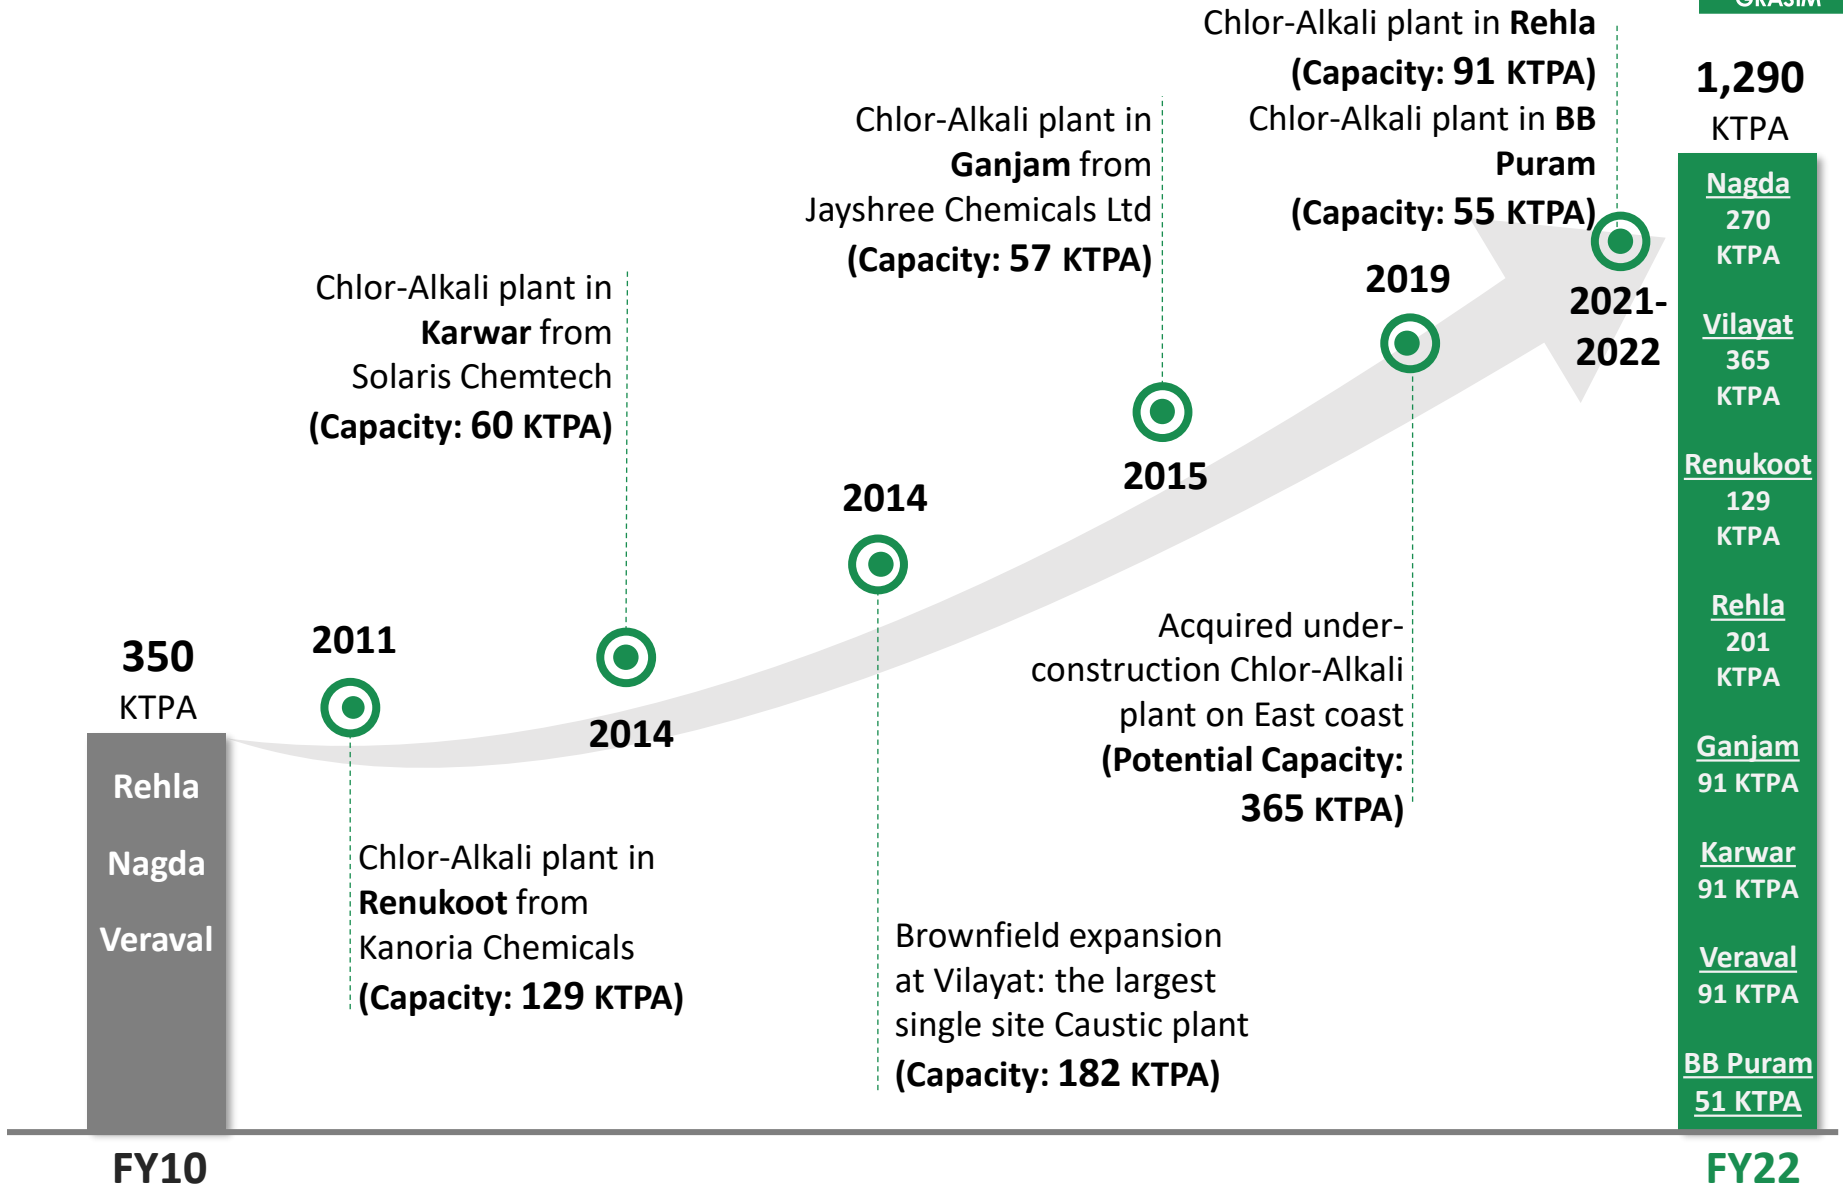 GRASIM
Chlor-Alkali plant in Rehla
(Capacity: 91 KTPA)
Chlor-Alkali plant in BB
Puram
(Capacity: 55 KTPA)
2021-
2022
1,290
KTPA
Chlor-Alkali plant in
Ganjam from
Jayshree Chemicals Ltd
(Capacity: 57 KTPA)
2015
2019
Acquired under-
construction Chlor-Alkali
plant on East coast
(Potential Capacity:
365 KTPA)
Chlor-Alkali plant in
Karwar from
Solaris Chemtech
(Capacity: 60 KTPA)
2014
2014
Brownfield expansion
at Vilayat: the largest
single site Caustic plant
(Capacity: 182 KTPA)
2011
Chlor-Alkali plant in
Renukoot from
Kanoria Chemicals
(Capacity: 129 KTPA)
350
KTPA
Rehla
Nagda
Veraval
FY10
Nagda
270
KTPA
Vilayat
365
KTPA
Renukoot
129
KTPA
Rehla
201
KTPA
Ganjam
91 KTPA
Karwar
91 KTPA
Veraval
91 KTPA
BB Puram
51 KTPA
FY22